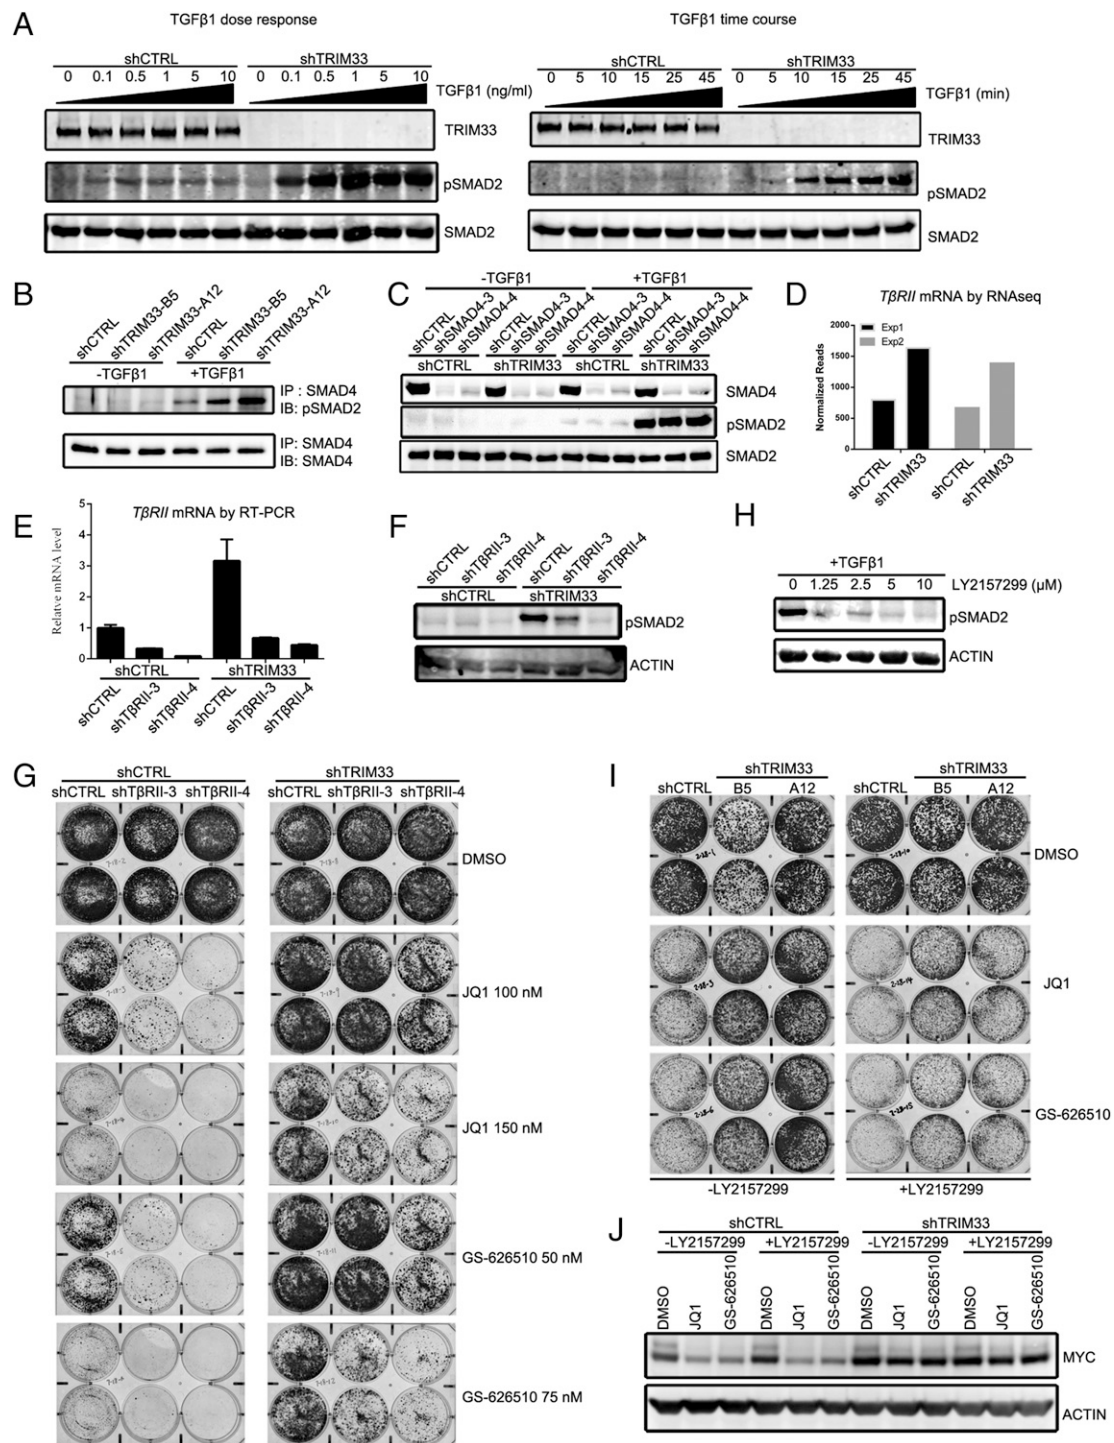 A
TGFβ1 dose response
shCTRL shTRIM33
0 0.1 0.5 1 5 10 0 0.1 0.5 1 5 10
TGFβ1 (ng/ml)
TRIM33
pSMAD2
SMAD2
TGFβ1 time course
shCTRL shTRIM33
0 5 10 15 25 45 0 5 10 15 25 45
TGFβ1 (min)
TRIM33
pSMAD2
SMAD2
B
shCTRL shTRIM33-B5 shTRIM33-A12 shCTRL shTRIM33-B5 shTRIM33-A12
-TGFβ1 +TGFβ1
IP : SMAD4
IB: pSMAD2
IP: SMAD4
IB: SMAD4
C
-TGFβ1 +TGFβ1
shCTRL shSMAD4-3 shSMAD4-4 shCTRL shSMAD4-3 shSMAD4-4 shCTRL shSMAD4-3 shSMAD4-4 shCTRL shSMAD4-3 shSMAD4-4
shCTRL shTRIM33 shCTRL shTRIM33
SMAD4
pSMAD2
SMAD2
D
TβRII mRNA by RNAseq
Normalized Reads
2000
1500
1000
500
0
Exp1
Exp2
shCTRL shTRIM33 shCTRL shTRIM33
E
TβRII mRNA by RT-PCR
Relatve mRNA level
5
4
3
2
1
0
shCTRL shTRIM33
shCTRL shTβRII-3 shTβRII-4 shCTRL shTβRII-3 shTβRII-4
F
shCTRL shTβRII-3 shTβRII-4 shCTRL shTβRII-3 shTβRII-4
shCTRL shTRIM33
pSMAD2
ACTIN
H
+TGFβ1
0 1.25 2.5 5 10 LY2157299 (μM)
pSMAD2
ACTIN
G
shCTRL shTRIM33
shCTRL shTβRII-3 shTβRII-4 shCTRL shTβRII-3 shTβRII-4
DMSO
JQ1 100 nM
JQ1 150 nM
GS-626510 50 nM
GS-626510 75 nM
I
shTRIM33 shTRIM33
shCTRL B5 A12 shCTRL B5 A12
DMSO
JQ1
GS-626510
-LY2157299 +LY2157299
J
shCTRL shTRIM33
-LY2157299 +LY2157299 -LY2157299 +LY2157299
DMSO JQ1 GS-626510 DMSO JQ1 GS-626510 DMSO JQ1 GS-626510 DMSO JQ1 GS-626510
MYC
ACTIN